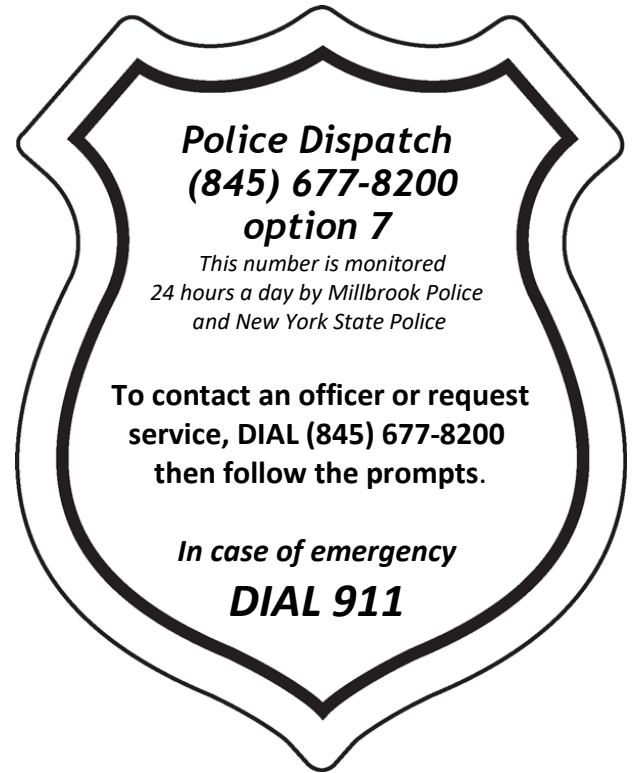 Police Dispatch
(845) 677-8200
option 7
This number is monitored
24 hours a day by Millbrook Police
and New York State Police
To contact an officer or request
service, DIAL (845) 677-8200
then follow the prompts.
In case of emergency
DIAL 911